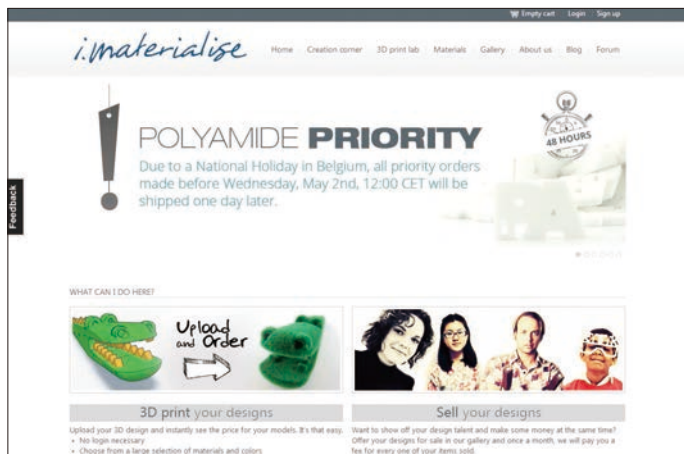 Empty cart Login Sign up
i.materialise
Home Creation corner 3D print lab Materials Gallery About us Blog Forum
POLYAMIDE PRIORITY
Due to a National Holiday in Belgium, all priority orders
made before Wednesday, May 2nd, 12:00 CET will be
shipped one day later.
48 HOURS
Feedback
WHAT CAN I DO HERE?
Upload
and Order
3D print your designs
Upload your 3D design and instantly see the price for your models. It's that easy.
• No login necessary
• Choose from a large selection of materials and colors
Sell your designs
Want to show off your design talent and make some money at the same time?
Offer your designs for sale in our gallery and once a month, we will pay you a
fee for every one of your items sold.